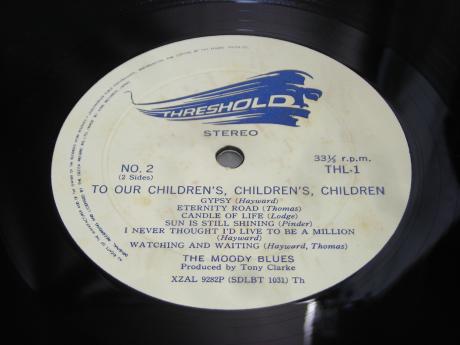 THRESHOLD
STEREO
NO. 2
(2 Sides)
33⅓ r.p.m.
THL-1
TO OUR CHILDREN'S, CHILDREN'S, CHILDREN
GYPSY (Hayward)
ETERNITY ROAD (Thomas)
CANDLE OF LIFE (Lodge)
SUN IS STILL SHINING (Pinder)
I NEVER THOUGHT I'D LIVE TO BE A MILLION
(Hayward)
WATCHING AND WAITING (Hayward, Thomas)
THE MOODY BLUES
Produced by Tony Clarke
XZAL 9282P (SDLBT 1031) Th